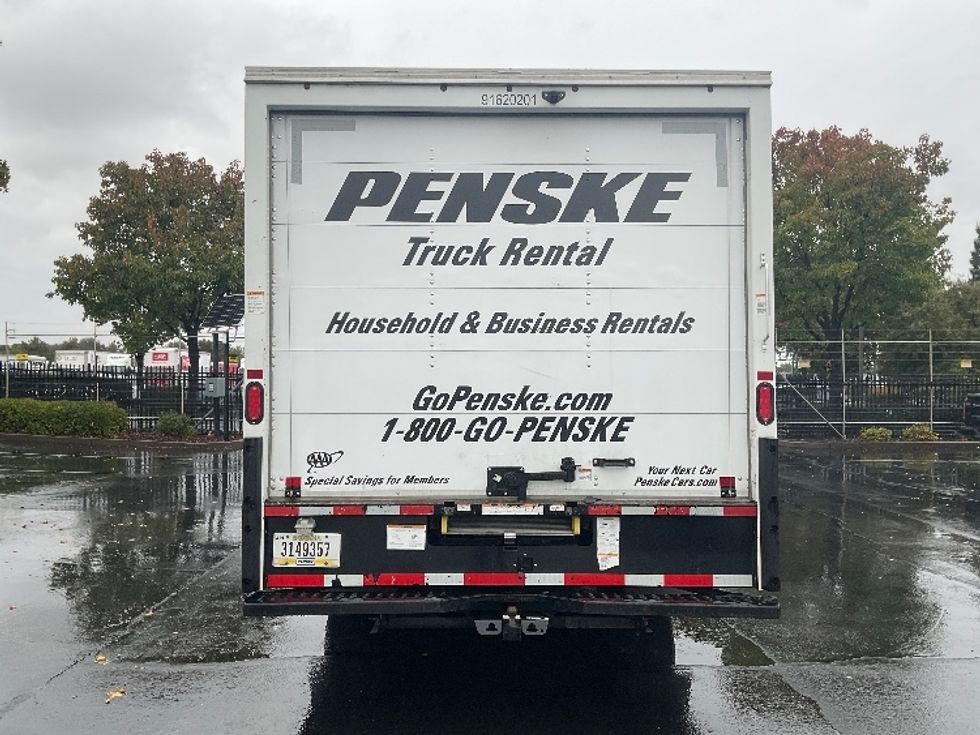 91620201
PENSKE
Truck Rental
Household & Business Rentals
GoPenske.com
1-800-GO-PENSKE
AAA
Special Savings for Members
Your Next Car
PenskeCars.com
3149357